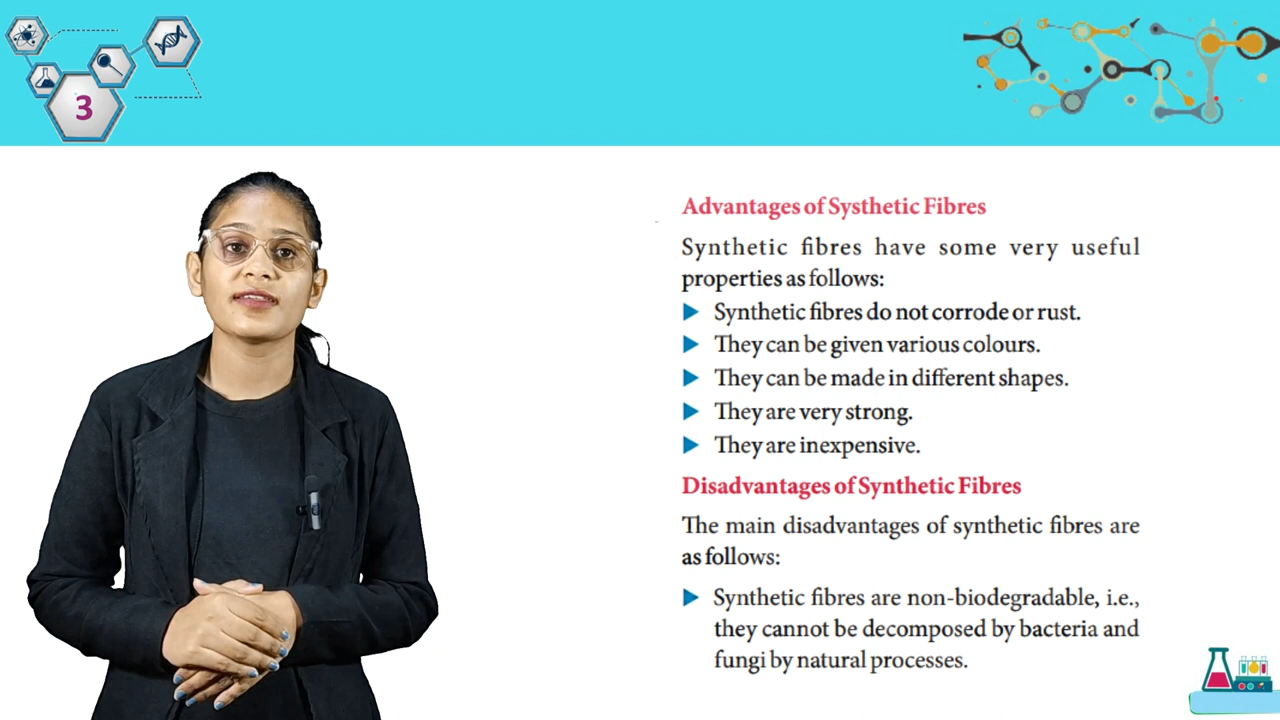 3
Advantages of Systhetic Fibres
Synthetic fibres have some very useful
properties as follows:
▶ Synthetic fibres do not corrode or rust.
▶ They can be given various colours.
▶ They can be made in different shapes.
▶ They are very strong.
▶ They are inexpensive.
Disadvantages of Synthetic Fibres
The main disadvantages of synthetic fibres are
as follows:
▶ Synthetic fibres are non-biodegradable, i.e.,
they cannot be decomposed by bacteria and
fungi by natural processes.